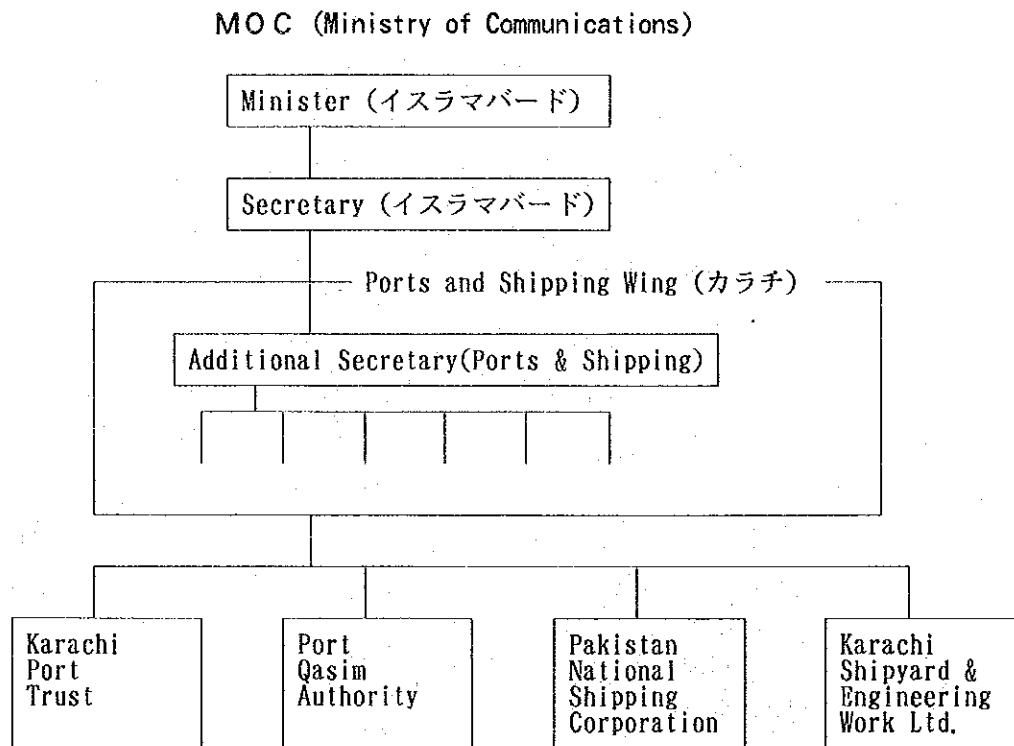 MOC (Ministry of Communications)
Minister (イスラマバード)
Secretary (イスラマバード)
Ports and Shipping Wing (カラチ)
Additional Secretary(Ports & Shipping)
Karachi
Port
Trust
Port
Qasim
Authority
Pakistan
National
Shipping
Corporation
Karachi
Shipyard &
Engineering
Work Ltd.